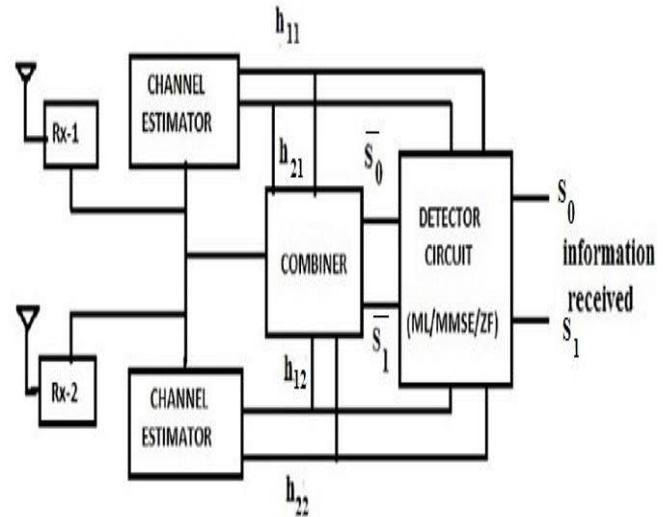 h11
CHANNEL
ESTIMATOR
Rx-1
h21
S̄0
S0
DETECTOR
CIRCUIT
(ML/MMSE/ZF)
COMBINER
information
received
S̄1
S1
h12
Rx-2
CHANNEL
ESTIMATOR
h22